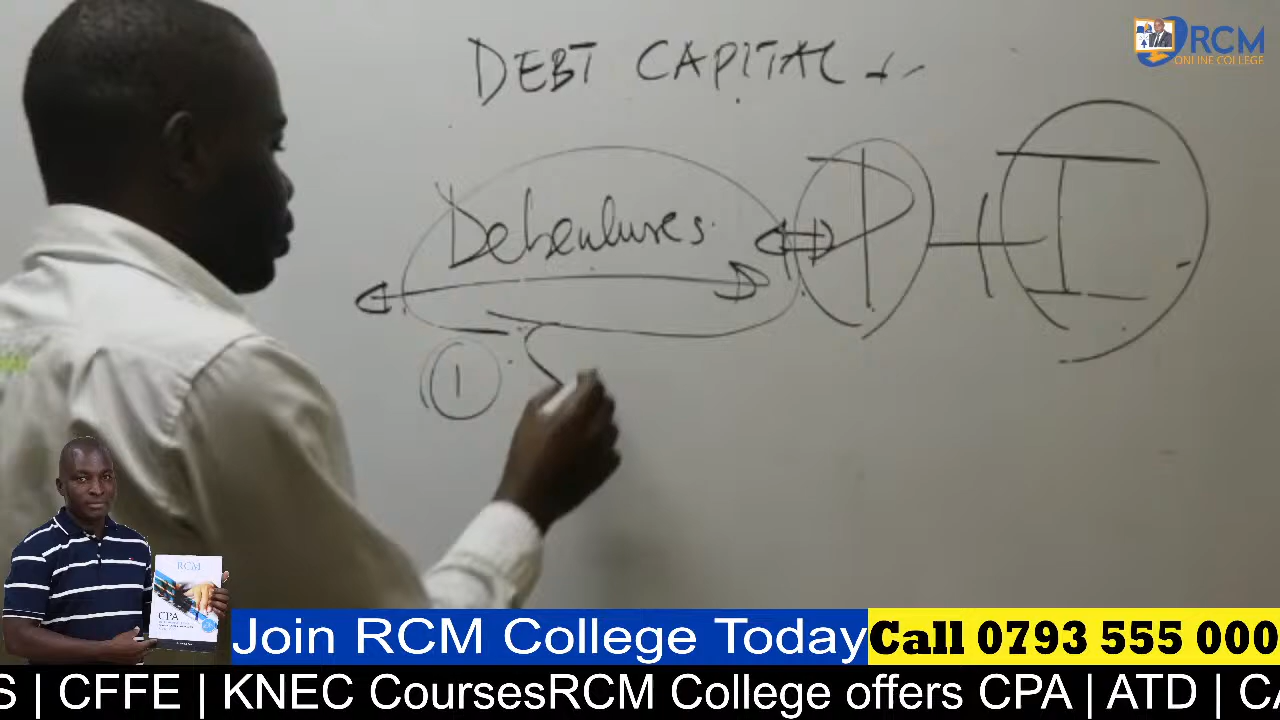 DEBT CAPITAL
RCM
ONLINE COLLEGE
Debentures
P
I
1
RCM
CPA
Join RCM College Today
Call 0793 555 000
S | CFFE | KNEC CoursesRCM College offers CPA | ATD | CA